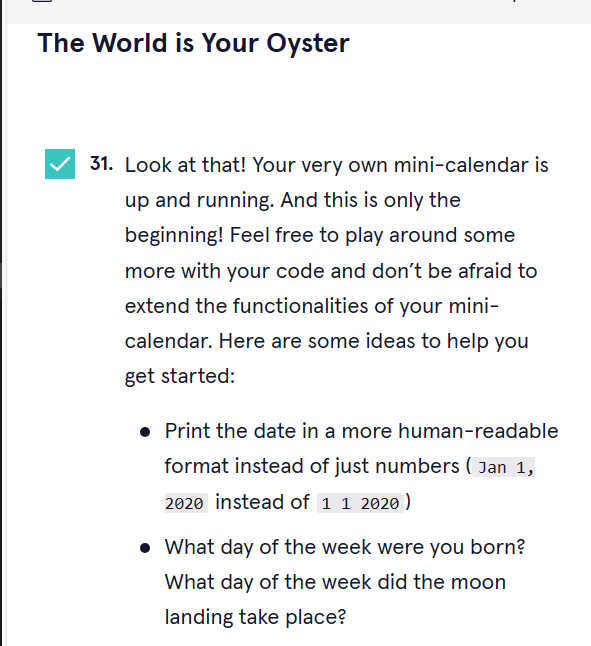 The World is Your Oyster
31. Look at that! Your very own mini-calendar is
up and running. And this is only the
beginning! Feel free to play around some
more with your code and don’t be afraid to
extend the functionalities of your mini-
calendar. Here are some ideas to help you
get started:
• Print the date in a more human-readable
format instead of just numbers ( Jan 1,
2020 instead of 1 1 2020 )
• What day of the week were you born?
What day of the week did the moon
landing take place?